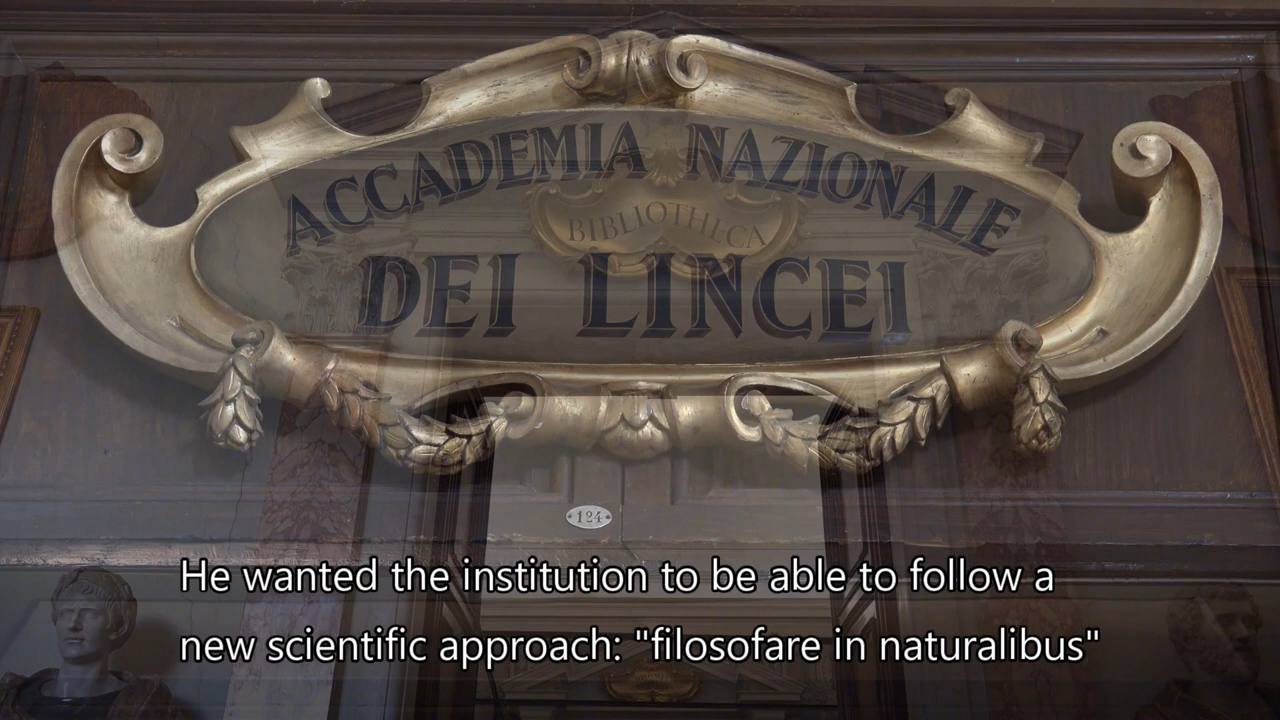 ACCADEMIA NAZIONALE
BIBLIOTHECA
DEI LINCEI
124
He wanted the institution to be able to follow a
new scientific approach: "filosofare in naturalibus"